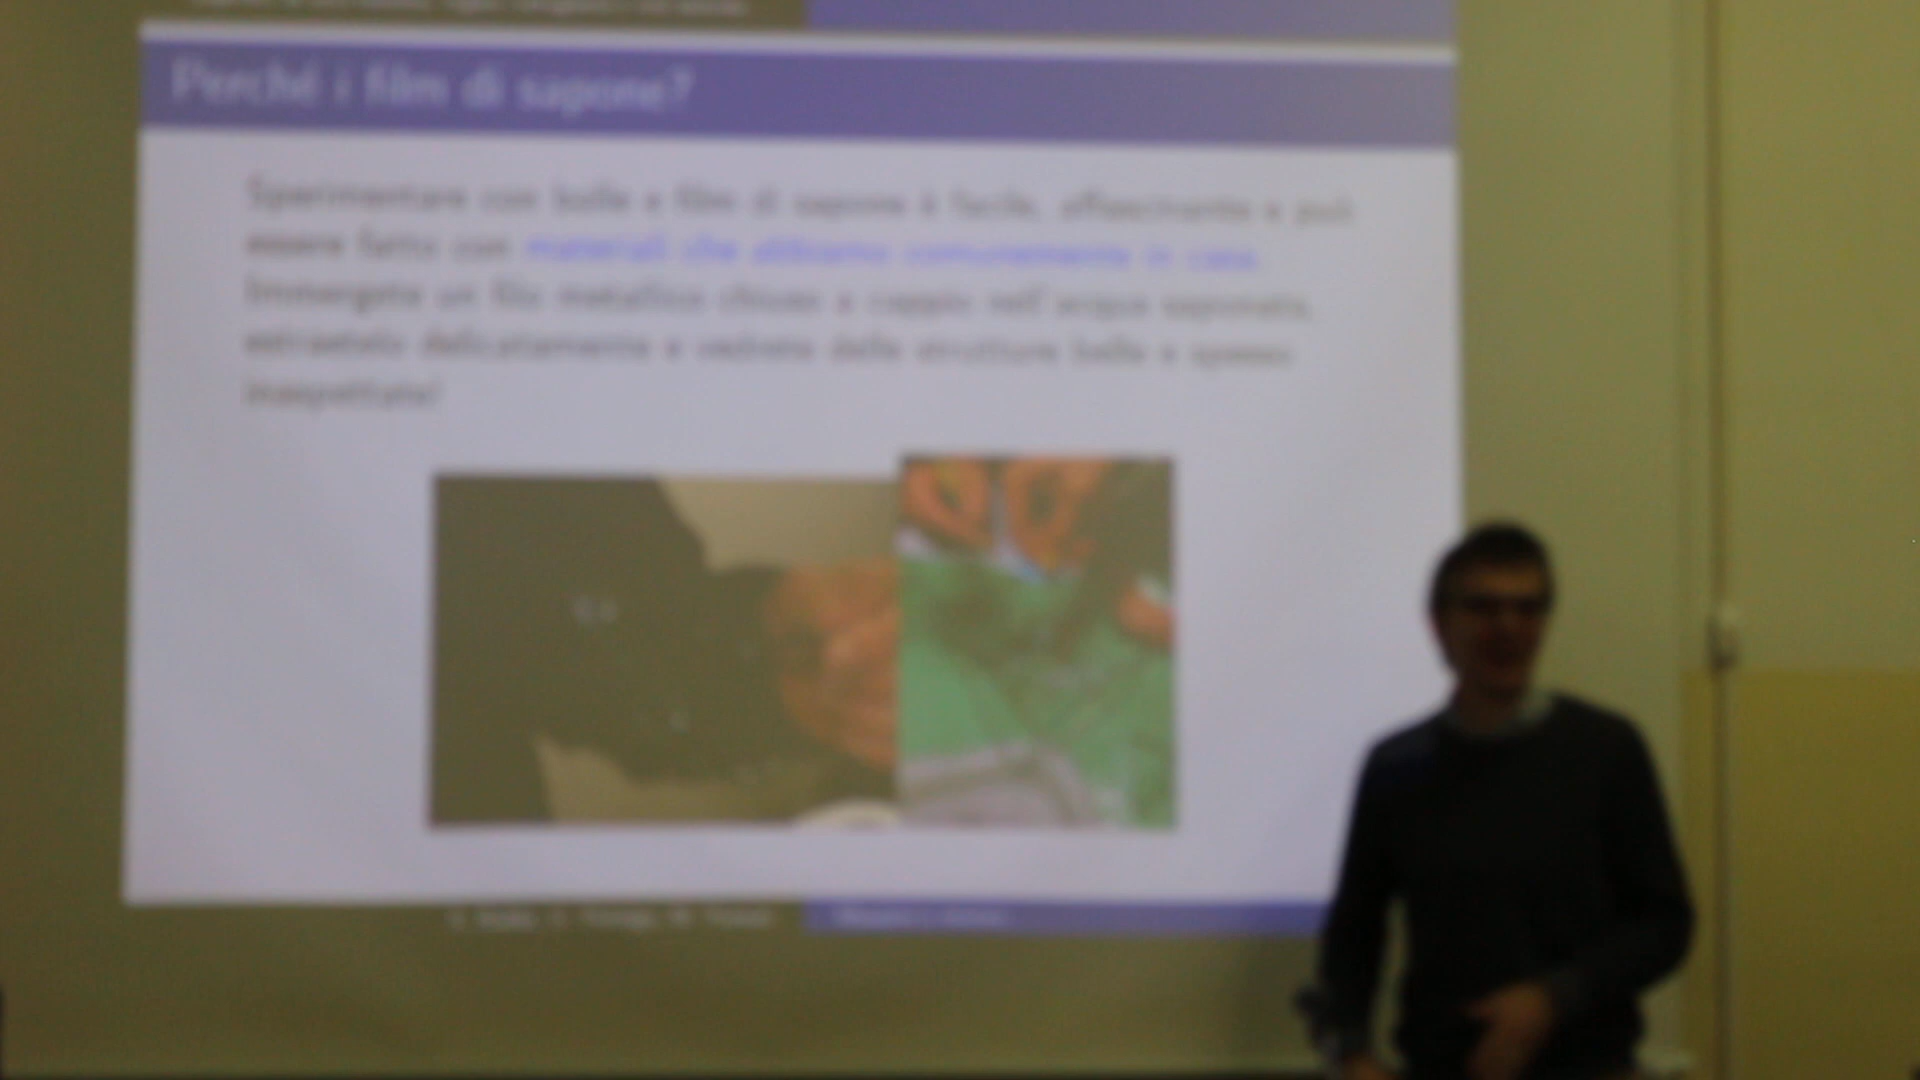 Perché i film di sapone?
Sperimentare con bolle e film di sapone è facile, affascinante e può
essere fatto con materiali che abbiamo comunemente in casa.
Immergete un filo metallico chiuso a cappio nell'acqua saponata,
estraetelo delicatamente e vedrete delle strutture belle e spesso
inaspettate!